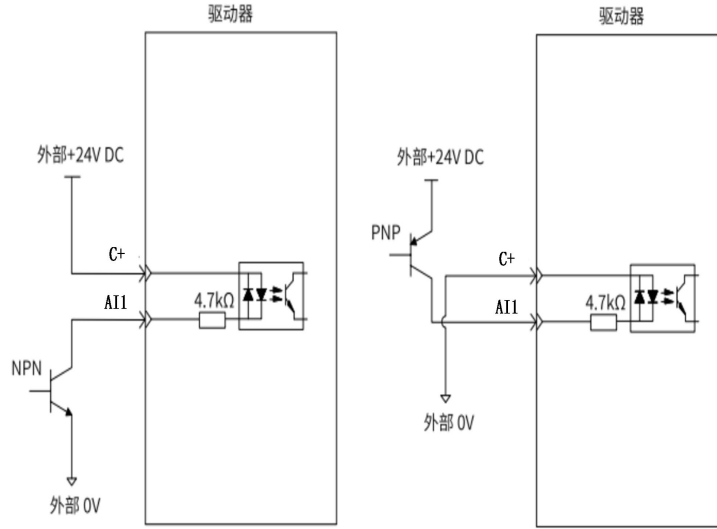 驱动器
外部+24V DC
C+
AI1
4.7kΩ
NPN
外部 0V
驱动器
外部+24V DC
PNP
C+
AI1
4.7kΩ
外部 0V